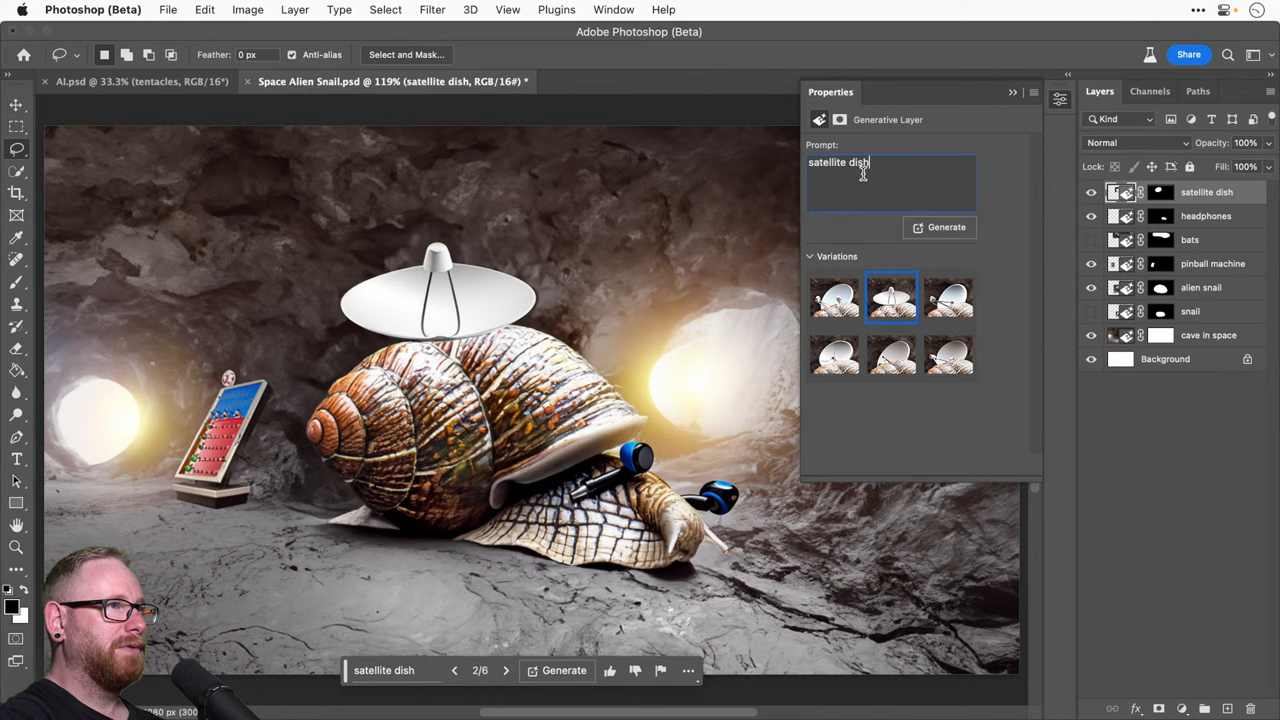 Photoshop (Beta) File Edit Image Layer Type Select Filter 3D View Plugins Window Help
Adobe Photoshop (Beta)
Feather: 0 px Anti-alias Select and Mask... Share
AI.psd @ 33.3% (tentacles, RGB/16*) Space Alien Snail.psd @ 119% (satellite dish, RGB/16#) *
Properties
Generative Layer
Prompt:
satellite dish
Generate
Variations
Layers Channels Paths
Kind
Normal Opacity: 100%
Lock: Fill: 100%
satellite dish
headphones
bats
pinball machine
alien snail
snail
cave in space
Background
satellite dish 2/6 Generate